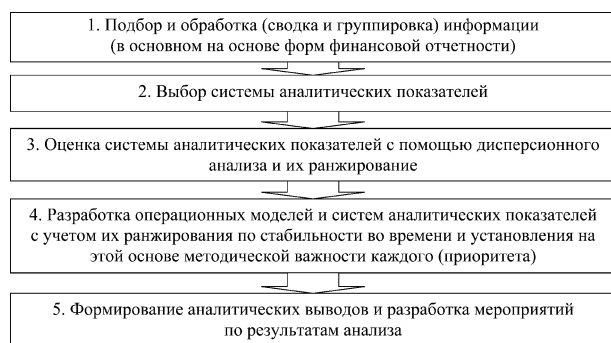 1. Подбор и обработка (сводка и группировка) информации
(в основном на основе форм финансовой отчетности)
2. Выбор системы аналитических показателей
3. Оценка системы аналитических показателей с помощью дисперсионного
анализа и их ранжирование
4. Разработка операционных моделей и систем аналитических показателей
с учетом их ранжирования по стабильности во времени и установления на
этой основе методической важности каждого (приоритета)
5. Формирование аналитических выводов и разработка мероприятий
по результатам анализа